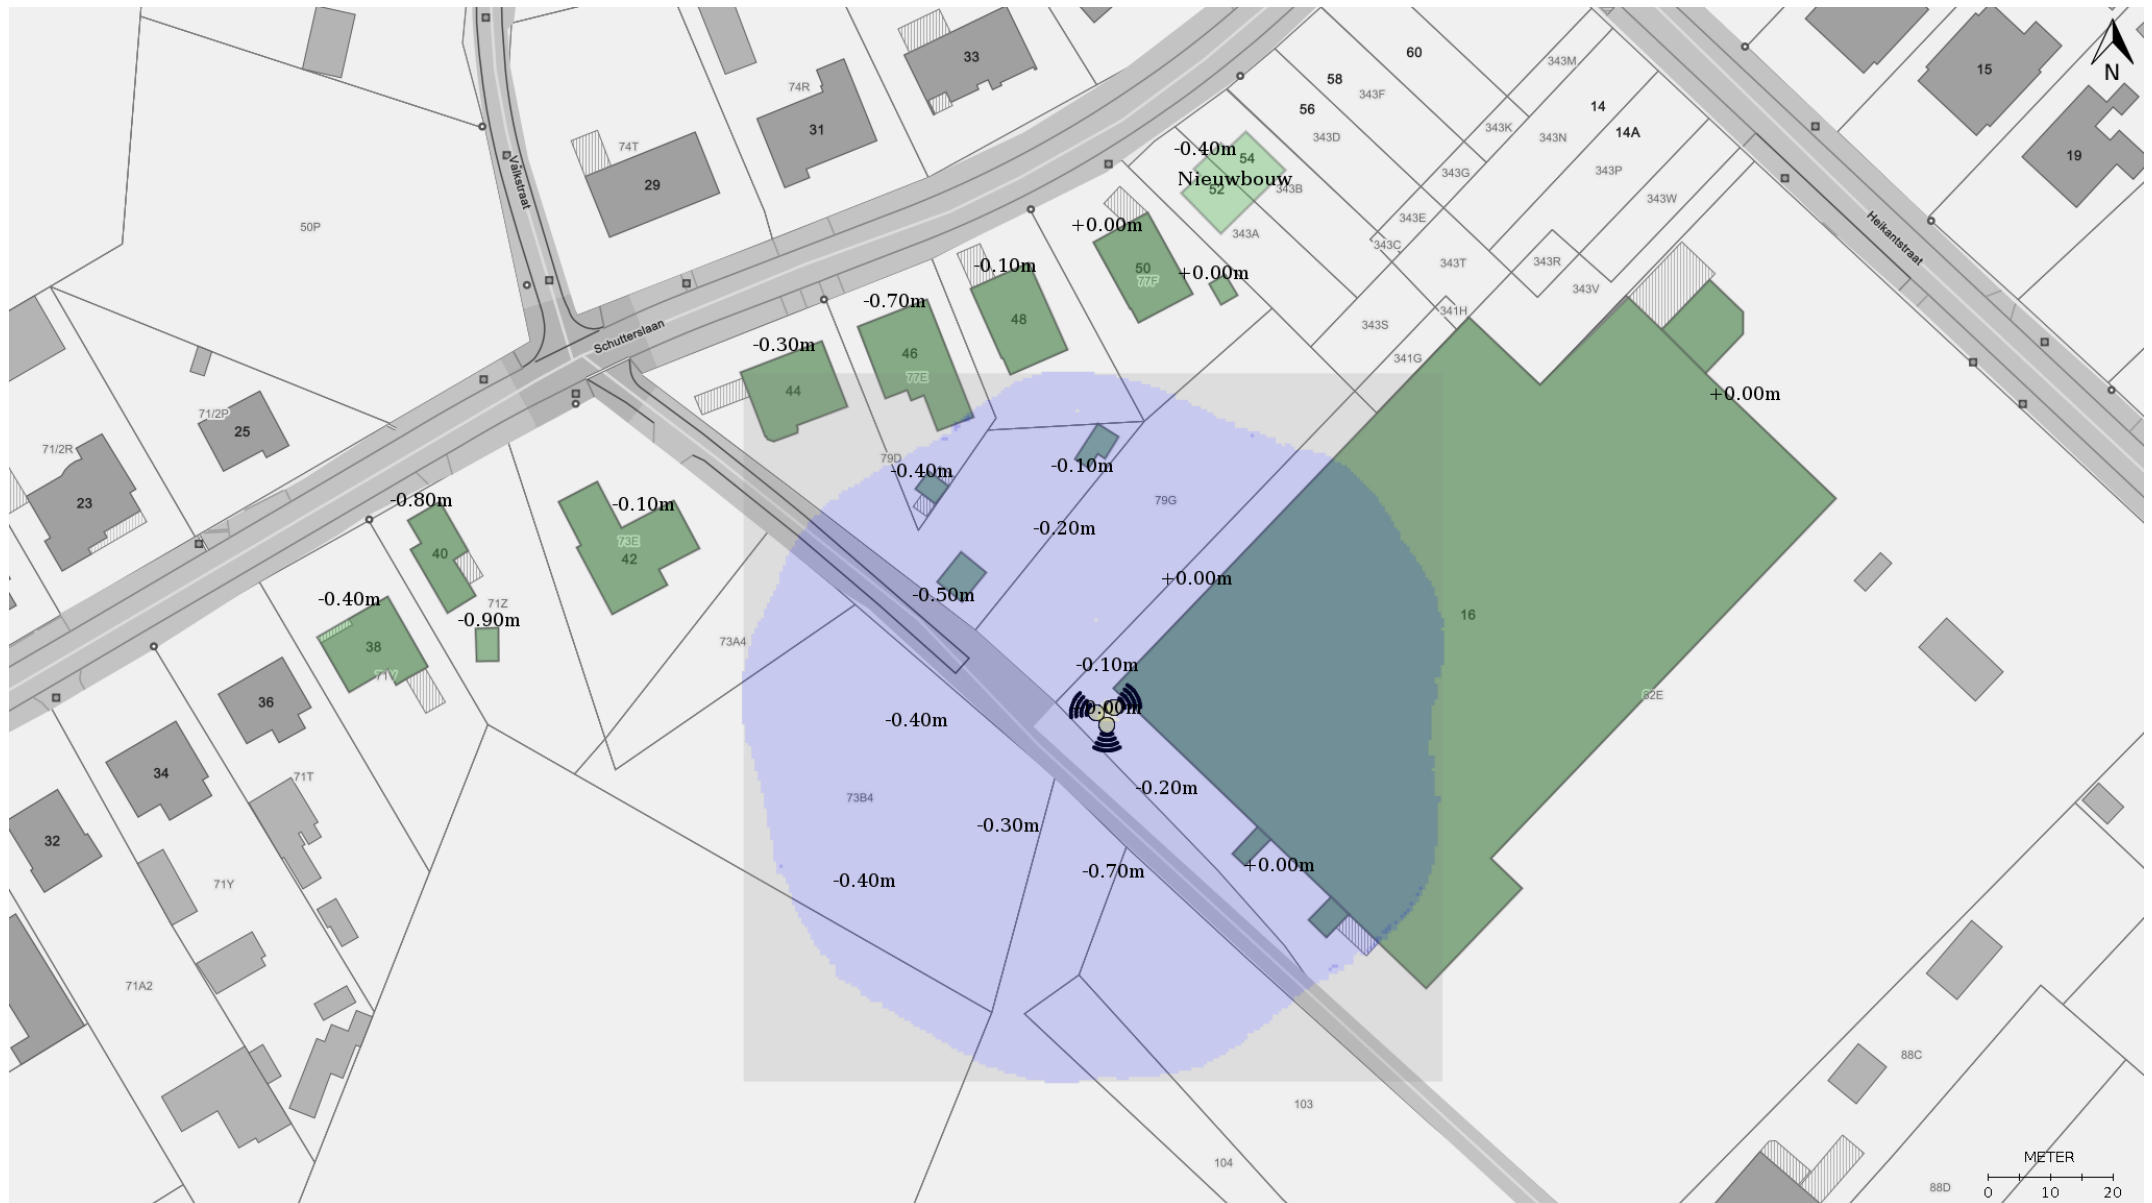 60
33
343M
N
15
58
343F
74R
56
14
31
343D
343K
343N
14A
19
74T
-0.40m
54
Valkstraat
29
Nieuwbouw
52
343B
343G
343P
343W
50P
+0.00m
343A
343E
343C
Heikantstraat
-0.10m
50
77F
+0.00m
343T
343R
343V
-0.70m
48
341H
Schutterslaan
343S
-0.30m
46
341G
77E
44
+0.00m
71/2P
25
71/2R
79D
-0.10m
-0.40m
23
-0.80m
-0.10m
79G
-0.20m
73E
40
42
+0.00m
-0.50m
-0.40m
71Z
-0.90m
16
38
71V
73A4
-0.10m
62E
36
-0.40m
34
71T
-0.20m
73B4
-0.30m
32
+0.00m
-0.70m
71Y
-0.40m
71A2
88C
103
METER
104
88D
0 10 20